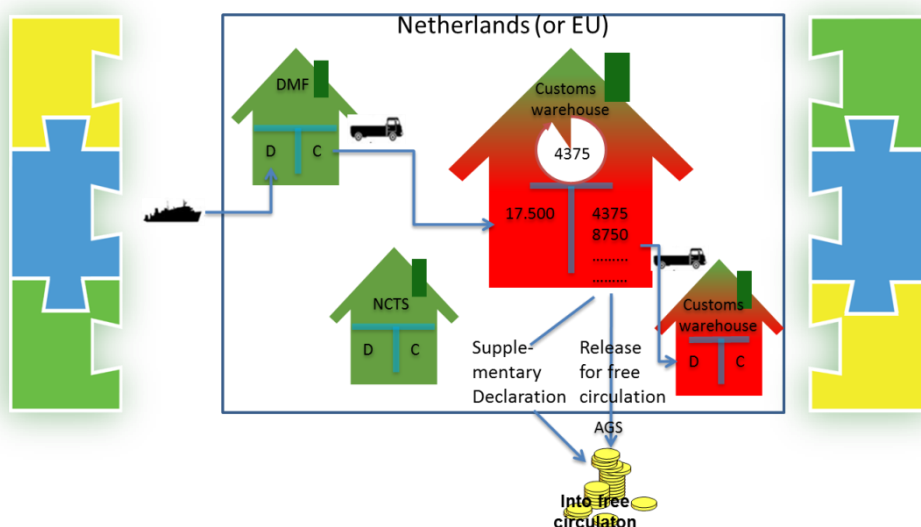 Netherlands (or EU)
DMF
D
C
Customs
warehouse
4375
17.500
4375
8750
.........
.........
NCTS
D
C
Customs
warehouse
D
C
Supple-
mentary
Declaration
Release
for free
circulation
AGS
Into free
circulaton